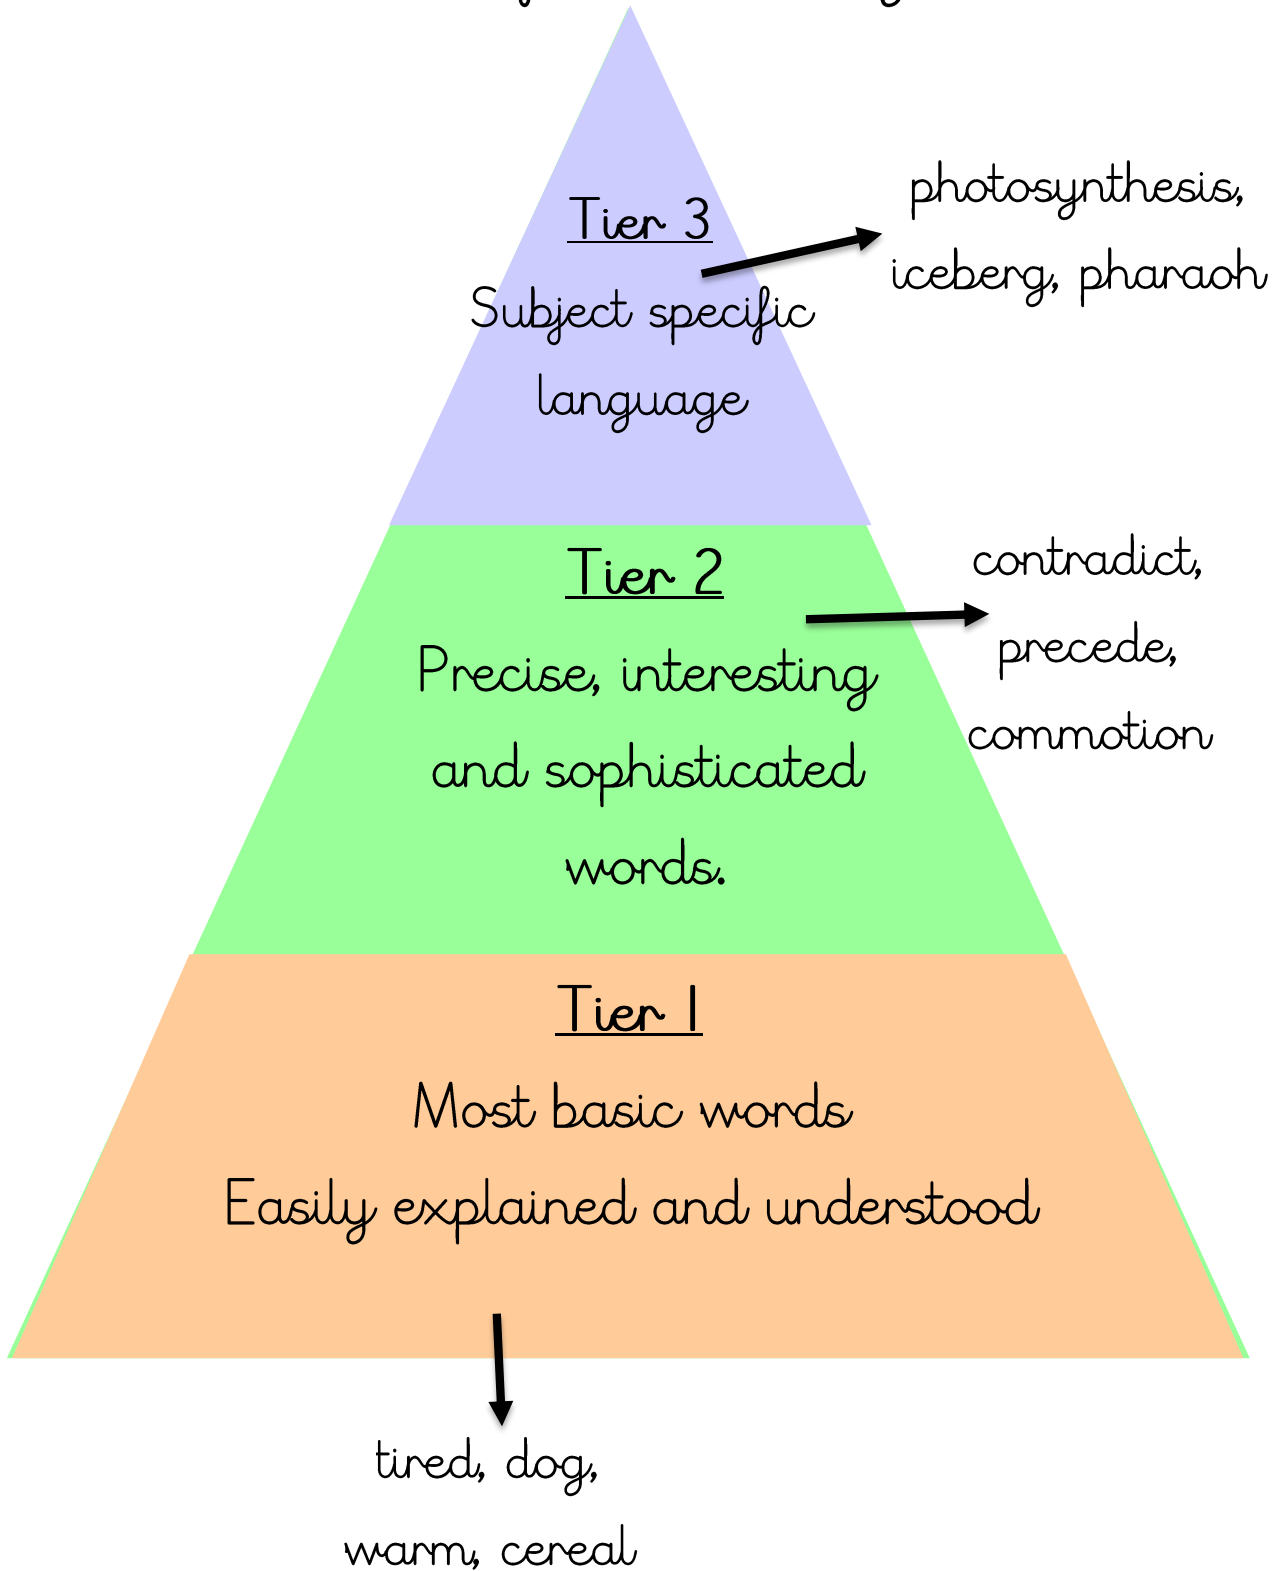 Tier 3
Subject specific
language
photosynthesis,
iceberg, pharaoh
Tier 2
Precise, interesting
and sophisticated
words.
contradict,
precede,
commotion
Tier 1
Most basic words
Easily explained and understood
tired, dog,
warm, cereal